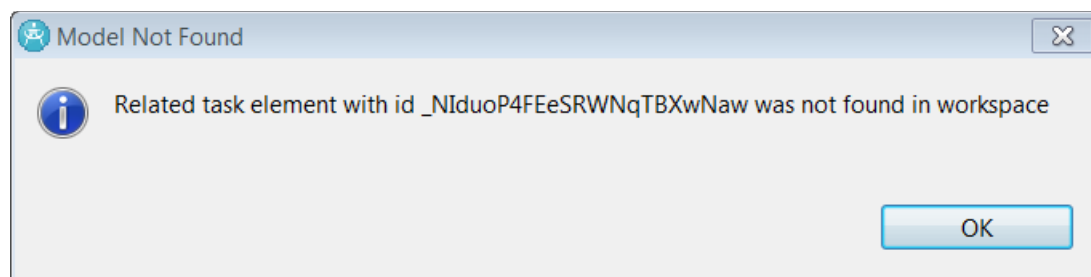 Model Not Found
Related task element with id _NIduoP4FEeSRWNqTBXwNaw was not found in workspace
OK